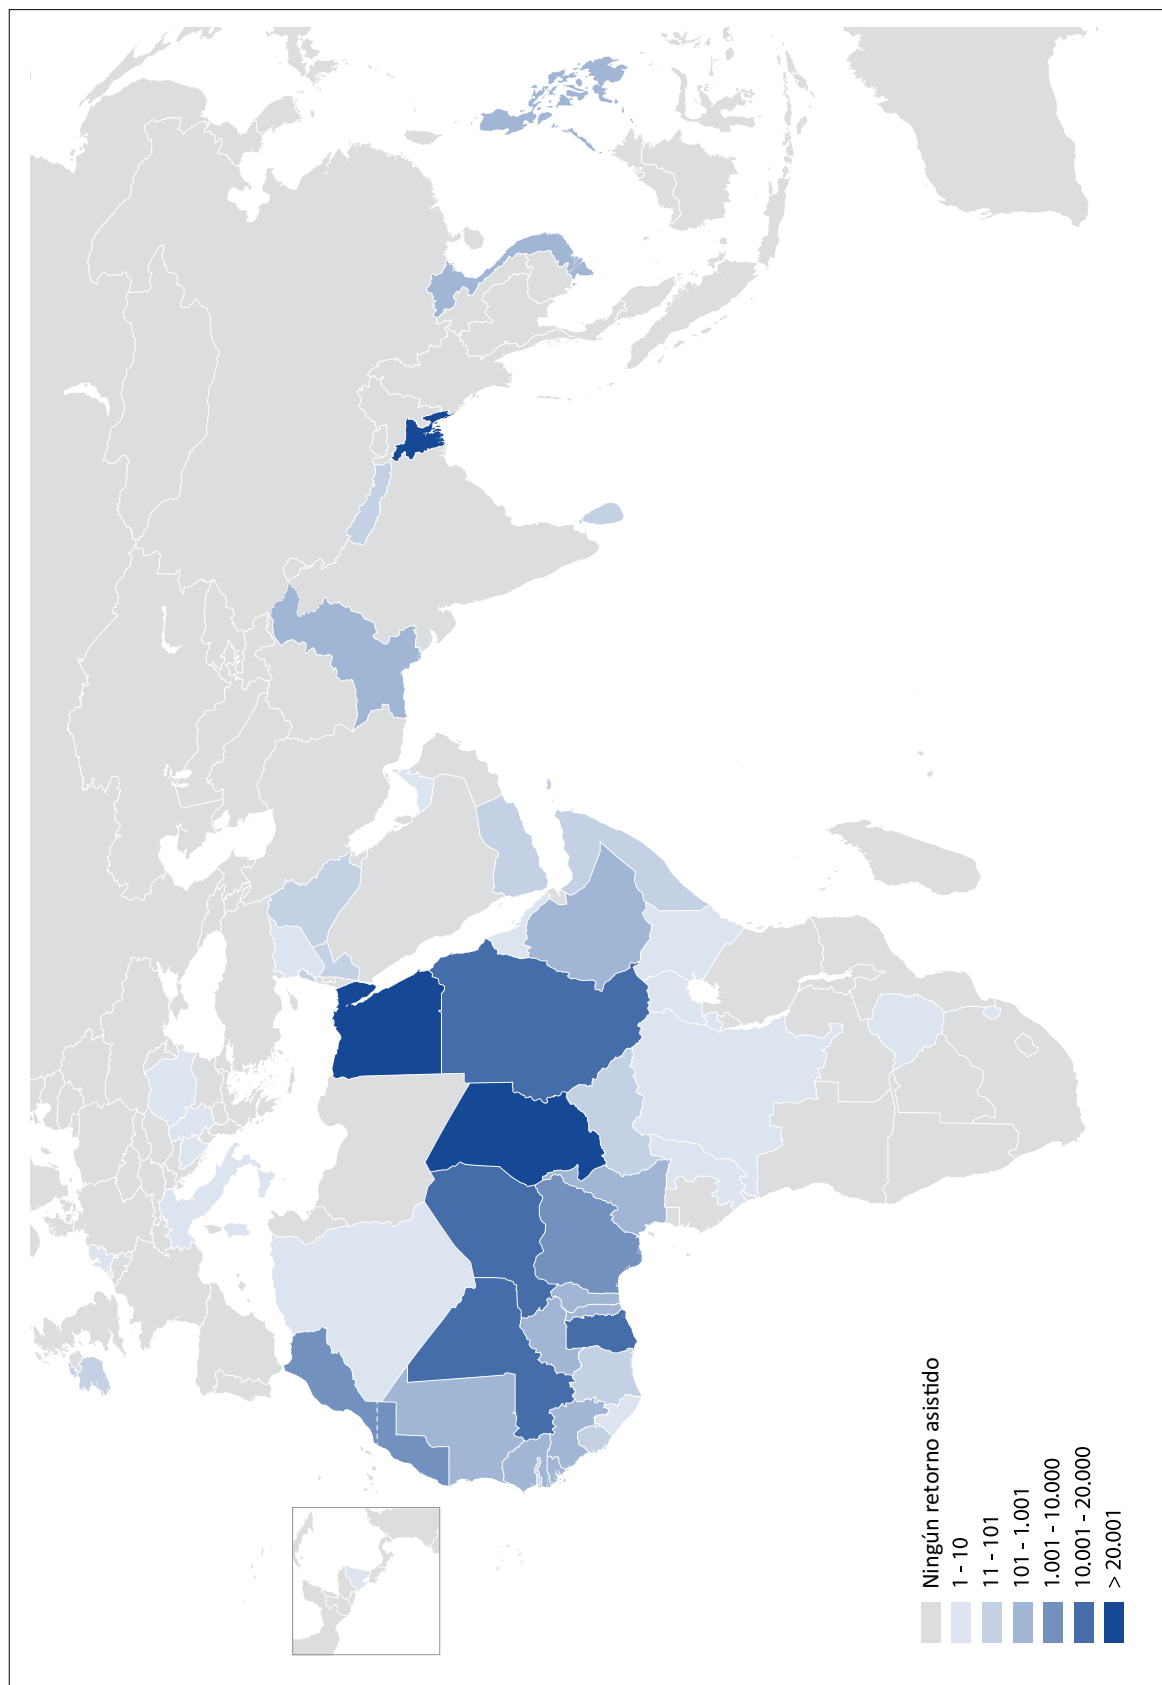 Ningún retorno asistido
1 - 10
11 - 101
101 - 1.001
1.001 - 10.000
10.001 - 20.000
> 20.001